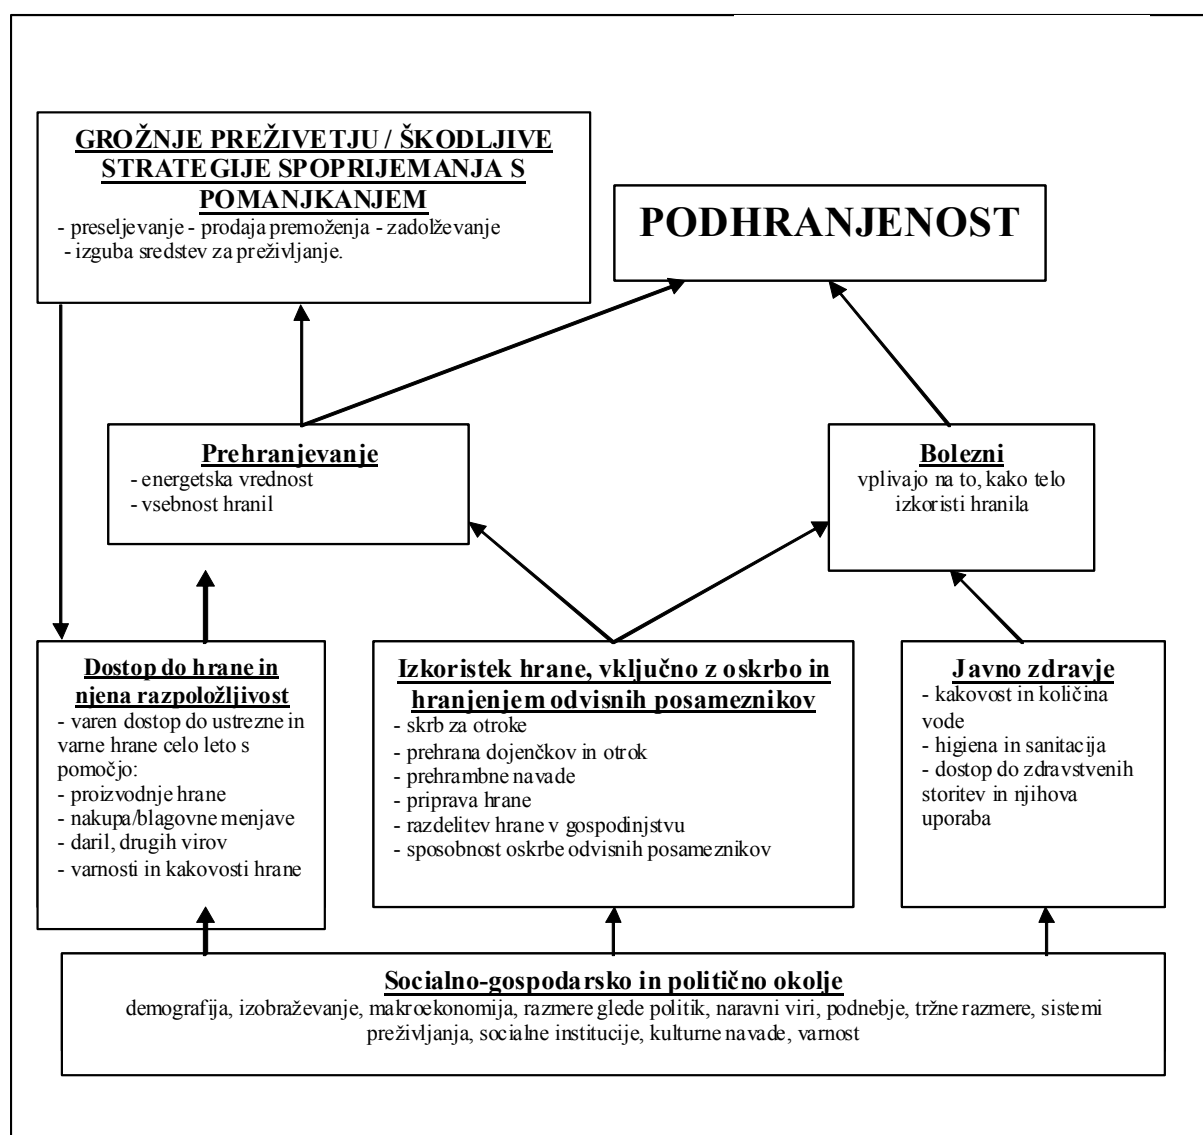 GROŽNJE PREŽIVETJU / ŠKODLJIVE
STRATEGIJE SPOPRIJEMANJA S
POMANJKANJEM
- preseljevanje - prodaja premoženja - zadolževanje
- izguba sredstev za preživljanje.
PODHRANJENOST
Prehranjevanje
- energetska vrednost
- vsebnost hranil
Bolezni
vplivajo na to, kako telo
izkoristi hranila
Dostop do hrane in
njena razpoložljivost
- varen dostop do ustrezne in
varne hrane celo leto s
pomočjo:
- proizvodnje hrane
- nakupa/blagovne menjave
- daril, drugih virov
- varnosti in kakovosti hrane
Izkoristek hrane, vključno z oskrbo in
hranjenjem odvisnih posameznikov
- skrb za otroke
- prehrana dojenčkov in otrok
- prehrambne navade
- priprava hrane
- razdelitev hrane v gospodinjstvu
- sposobnost oskrbe odvisnih posameznikov
Javno zdravje
- kakovost in količina
vode
- higiena in sanitacija
- dostop do zdravstvenih
storitev in njihova
uporaba
Socialno-gospodarsko in politično okolje
demografija, izobraževanje, makroekonomija, razmere glede politik, naravni viri, podnebje, tržne razmere, sistemi
preživljanja, socialne institucije, kulturne navade, varnost